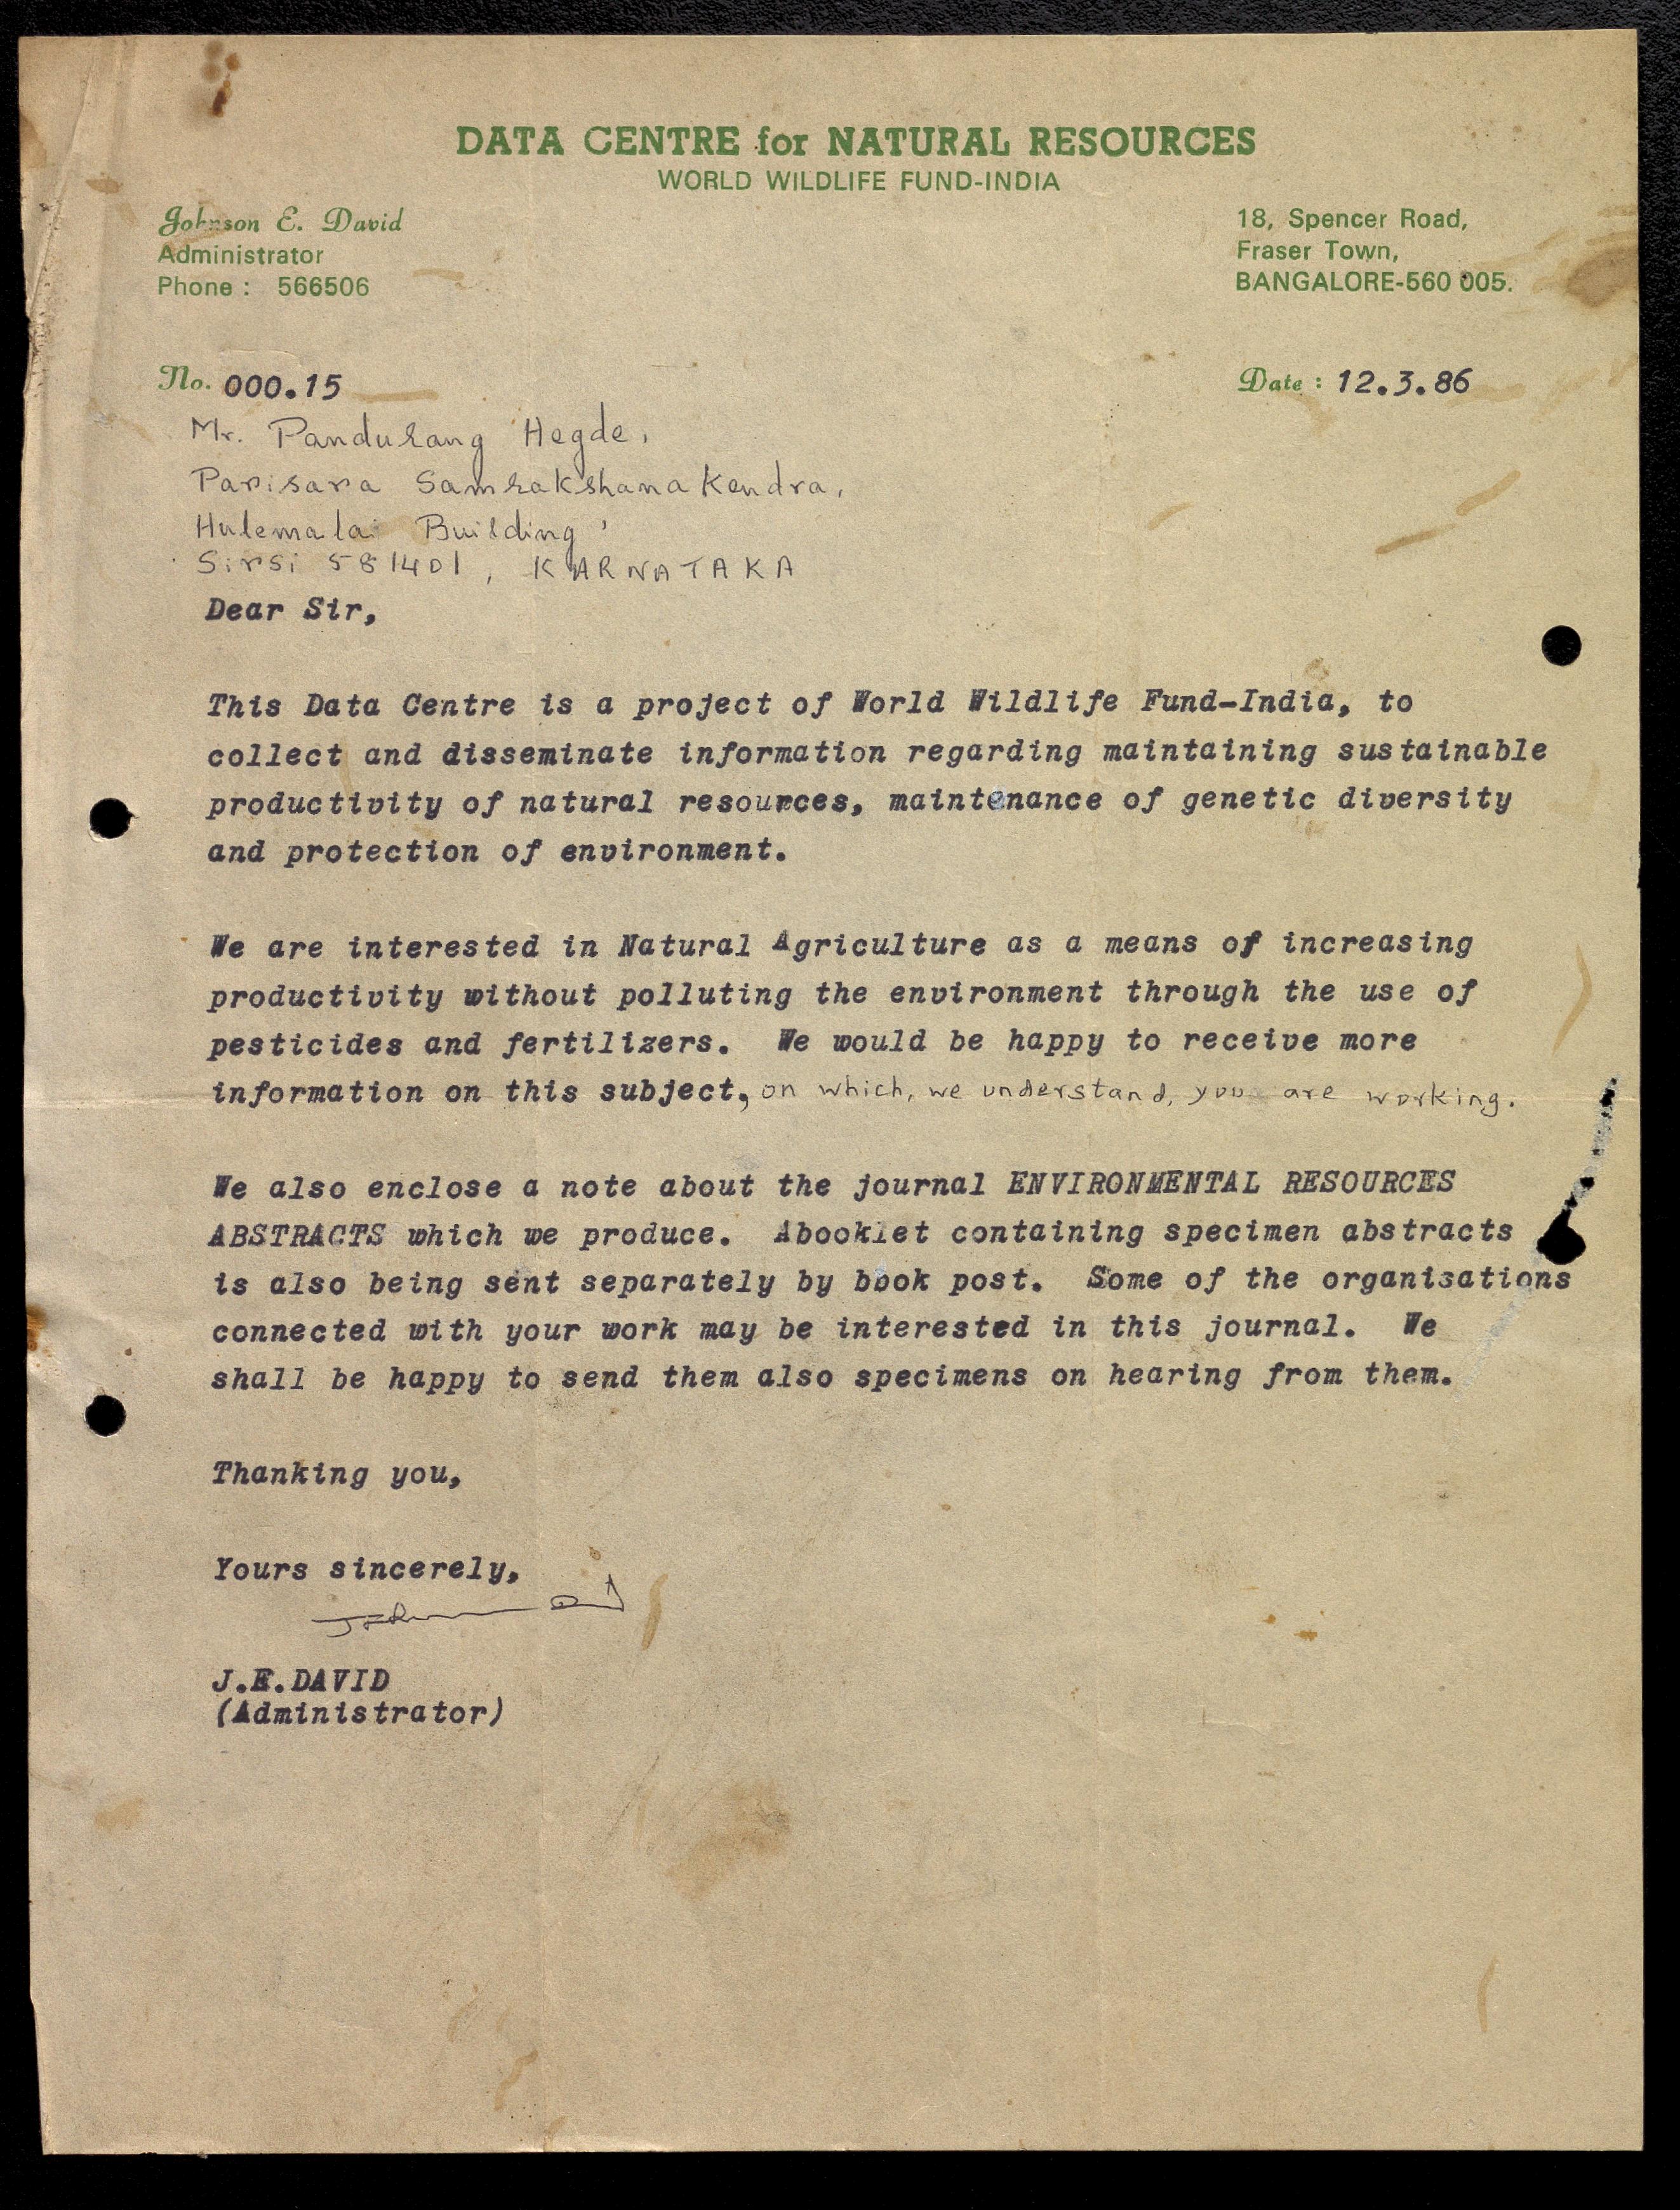 DATA CENTRE for NATURAL RESOURCES
WORLD WILDLIFE FUND-INDIA
Johnson E. David
Administrator
Phone : 566506
18, Spencer Road,
Fraser Town,
BANGALORE-560 005.
No. 000.15
Date : 12.3.86
Mr. Pandurang Hegde,
Parisara Samrakshana Kendra,
Hulemalai Building,
Sirsi 581401, KARNATAKA
Dear Sir,
This Data Centre is a project of World Wildlife Fund-India, to
collect and disseminate information regarding maintaining sustainable
productivity of natural resources, maintenance of genetic diversity
and protection of environment.
We are interested in Natural Agriculture as a means of increasing
productivity without polluting the environment through the use of
pesticides and fertilizers. We would be happy to receive more
information on this subject, on which, we understand, you are working.
We also enclose a note about the journal ENVIRONMENTAL RESOURCES
ABSTRACTS which we produce. Abooklet containing specimen abstracts
is also being sent separately by book post. Some of the organisations
connected with your work may be interested in this journal. We
shall be happy to send them also specimens on hearing from them.
Thanking you,
Yours sincerely,
J.E.DAVID
(Administrator)